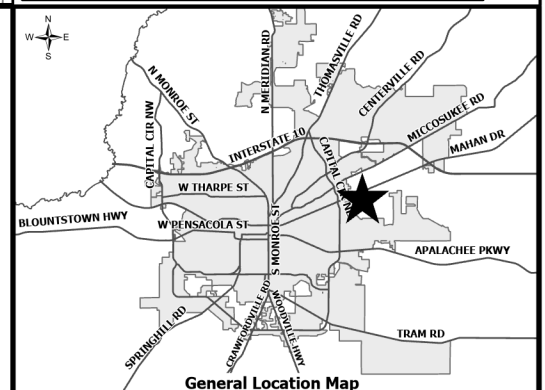 N
W E
S
N MERIDIAN RD
THOMASVILLE RD
CENTERVILLE RD
N MONROE ST
MICCOSUKEE RD
CAPITAL CIR NW
INTERSTATE 10
CAPITAL CIR NE
MAHAN DR
W THARPE ST
BLOUNTSTOWN HWY
W PENSACOLA ST
S MONROE ST
APALACHEE PKWY
SPRINGHILL RD
CRAWFORDVILLE RD
WOODVILLE HWY
TRAM RD
General Location Map